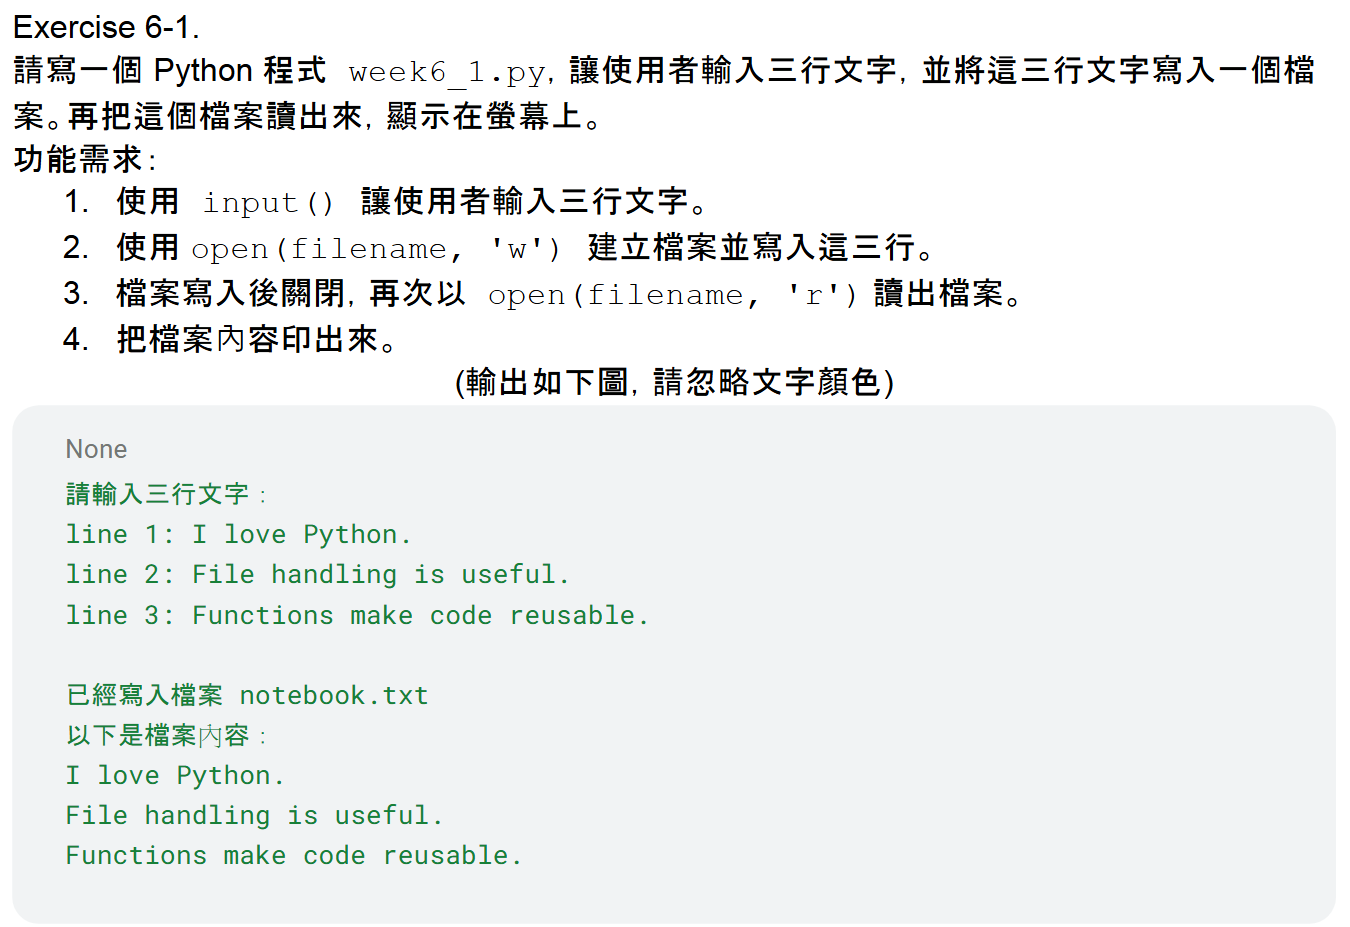 Exercise 6-1.
請寫一個 Python 程式 week6_1.py, 讓使用者輸入三行文字, 並將這三行文字寫入一個檔
案。再把這個檔案讀出來, 顯示在螢幕上。
功能需求:
1. 使用 input() 讓使用者輸入三行文字。
2. 使用 open(filename, 'w') 建立檔案並寫入這三行。
3. 檔案寫入後關閉, 再次以 open(filename, 'r') 讀出檔案。
4. 把檔案內容印出來。
(輸出如下圖, 請忽略文字顏色)
None
請輸入三行文字:
line 1: I love Python.
line 2: File handling is useful.
line 3: Functions make code reusable.
已經寫入檔案 notebook.txt
以下是檔案內容:
I love Python.
File handling is useful.
Functions make code reusable.